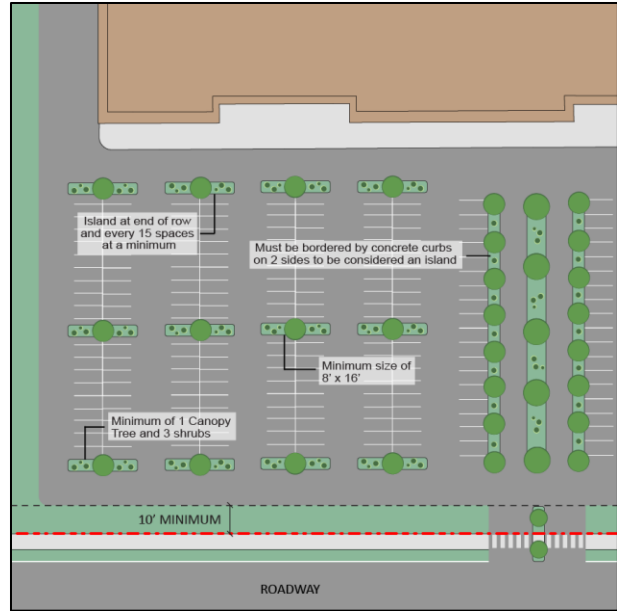 Island at end of row
and every 15 spaces
at a minimum
Must be bordered by concrete curbs
on 2 sides to be considered an island
Minimum size of
8' x 16'
Minimum of 1 Canopy
Tree and 3 shrubs
10' MINIMUM
ROADWAY